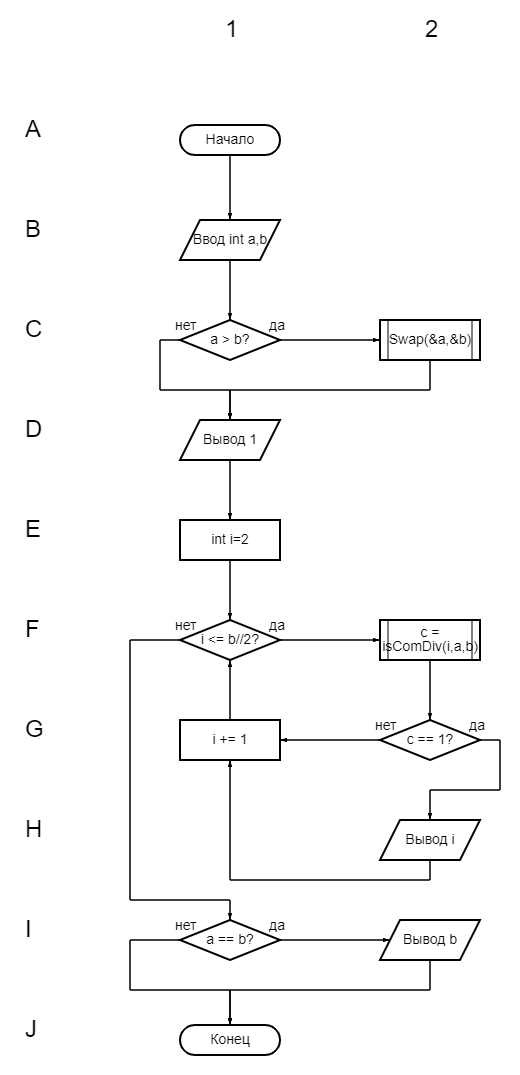 1
2
A
Начало
B
Ввод int a,b
C
нет
да
a > b?
Swap(&a,&b)
D
Вывод 1
E
int i=2
F
нет
да
i <= b//2?
c =
isComDiv(i,a,b)
G
i += 1
нет
да
c == 1?
H
Вывод i
I
нет
да
a == b?
Вывод b
J
Конец